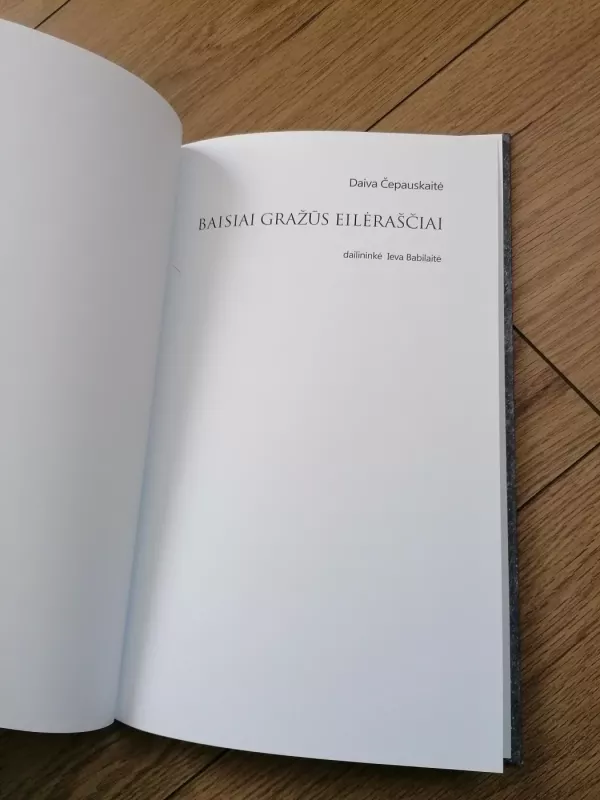 Daiva Čepauskaitė
BAISIAI GRAŽŪS EILĖRAŠČIAI
dailininkė Ieva Babilaitė